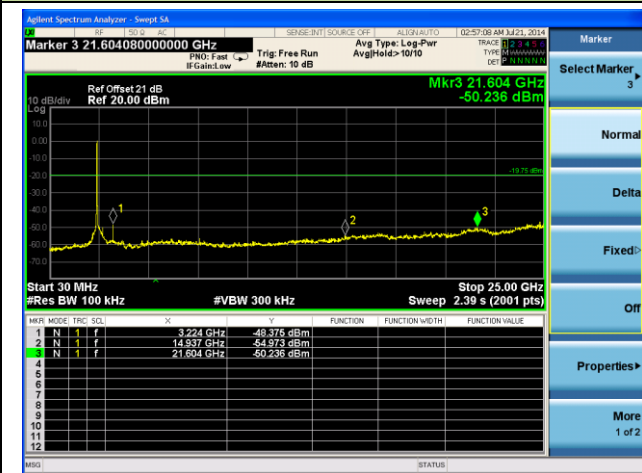 Agilent Spectrum Analyzer - Swept SA
RF 50 Ω AC SENSE:INT SOURCE OFF ALIGN AUTO 02:57:08 AM Jul 21, 2014
Marker 3 21.604080000000 GHz
PNO: Fast
IFGain:Low
Trig: Free Run
#Atten: 10 dB
Avg Type: Log-Pwr
Avg|Hold>10/10
TRACE 1 2 3 4 5 6
TYPE M
DET P N N N N N
Ref Offset 21 dB
10 dB/div Ref 20.00 dBm
Log
Mkr3 21.604 GHz
-50.236 dBm
10.0
0.00
-10.0
-19.75 dBm
-20.0
-30.0
-40.0
-50.0
-60.0
-70.0
1
2
3
Start 30 MHz Stop 25.00 GHz
#Res BW 100 kHz #VBW 300 kHz Sweep 2.39 s (2001 pts)
MKR MODE TRC SCL X Y FUNCTION FUNCTION WIDTH FUNCTION VALUE
1 N 1 f 3.224 GHz -48.375 dBm
2 N 1 f 14.937 GHz -54.973 dBm
3 N 1 f 21.604 GHz -50.236 dBm
4
5
6
7
8
9
10
11
12
MSG STATUS
Marker
Select Marker
3
Normal
Delta
Fixed
Off
Properties
More
1 of 2